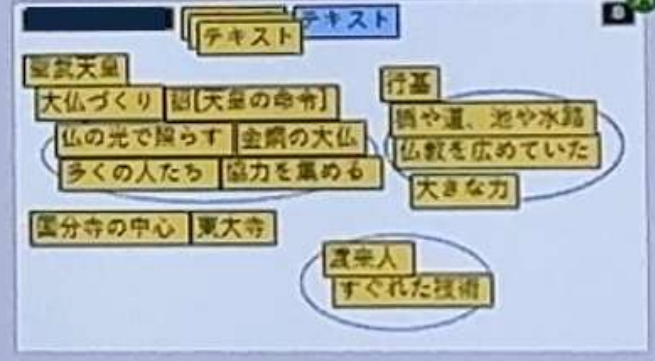 テキスト
テキスト
聖武天皇
大仏づくり 詔[天皇の命令]
仏の光で照らす 金銅の大仏
多くの人たち 協力を集める
国分寺の中心 東大寺
行基
橋や道、池や水路
仏教を広めていた
大きな力
渡来人
すぐれた技術